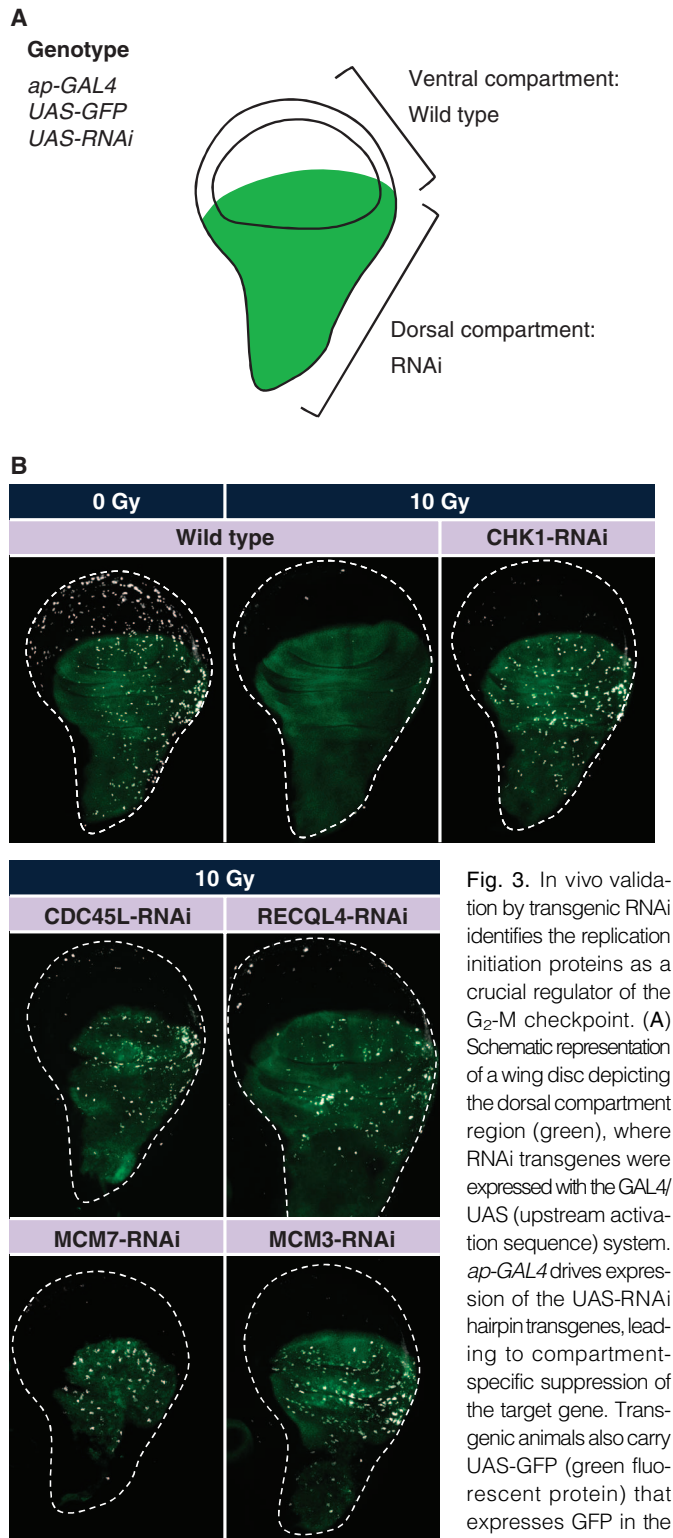 A
Genotype
ap-GAL4
UAS-GFP
UAS-RNAi
Ventral compartment:
Wild type
Dorsal compartment:
RNAi
B
0 Gy
10 Gy
Wild type
CHK1-RNAi
10 Gy
CDC45L-RNAi
RECQL4-RNAi
MCM7-RNAi
MCM3-RNAi
Fig. 3. In vivo valida-
tion by transgenic RNAi
identifies the replication
initiation proteins as a
crucial regulator of the
G₂-M checkpoint. (A)
Schematic representation
of a wing disc depicting
the dorsal compartment
region (green), where
RNAi transgenes were
expressed with the GAL4/
UAS (upstream activa-
tion sequence) system.
ap-GAL4 drives expres-
sion of the UAS-RNAi
hairpin transgenes, lead-
ing to compartment-
specific suppression of
the target gene. Trans-
genic animals also carry
UAS-GFP (green fluo-
rescent protein) that
expresses GFP in the